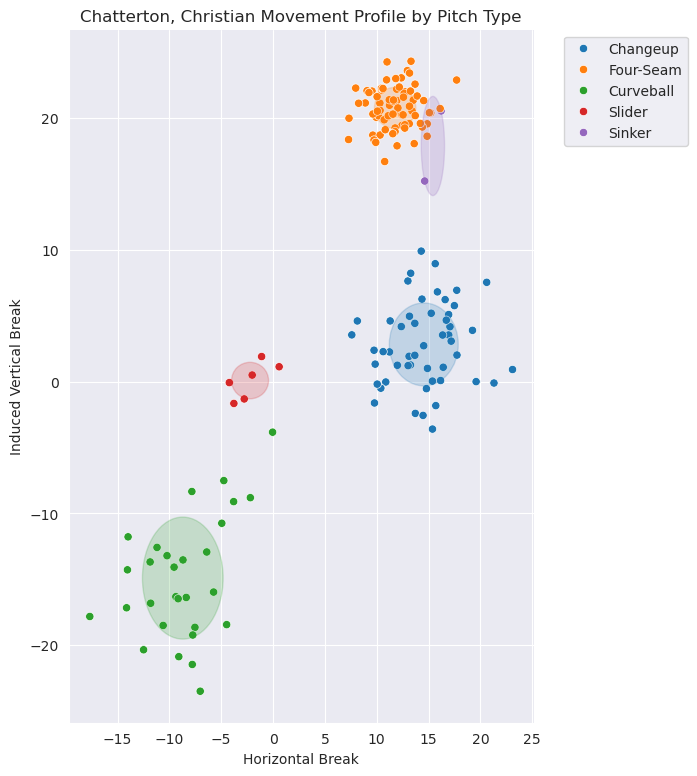 Chatterton, Christian Movement Profile by Pitch Type
Changeup
Four-Seam
Curveball
Slider
Sinker
Induced Vertical Break
20
10
0
−10
−20
−15
−10
−5
0
5
10
15
20
25
Horizontal Break